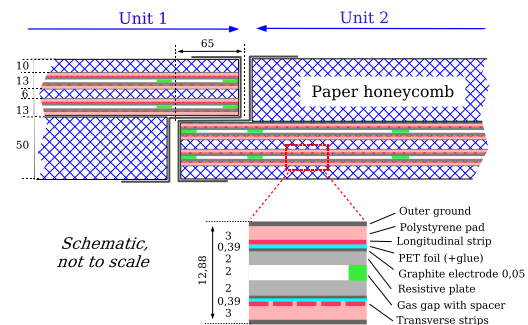 Unit 1
Unit 2
65
10
13
6
13
50
Paper honeycomb
Schematic,
not to scale
12,88
3
0,39
2
2
2
0,39
3
Outer ground
Polystyrene pad
Longitudinal strip
PET foil (+glue)
Graphite electrode 0,05
Resistive plate
Gas gap with spacer
Transverse strips